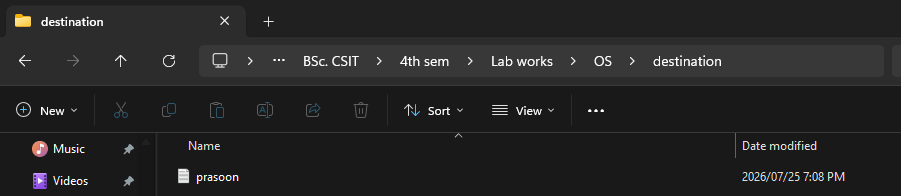 destination
BSc. CSIT > 4th sem > Lab works > OS > destination
New Sort View
Music
Videos
Name Date modified
prasoon 2026/07/25 7:08 PM